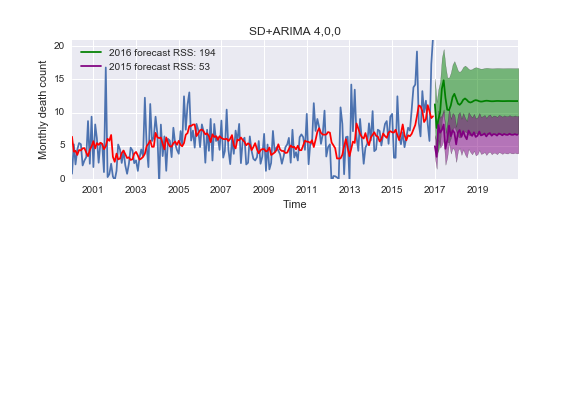 SD+ARIMA 4,0,0
2016 forecast RSS: 194
2015 forecast RSS: 53
Monthly death count
20
15
10
5
0
2001 2003 2005 2007 2009 2011 2013 2015 2017 2019
Time